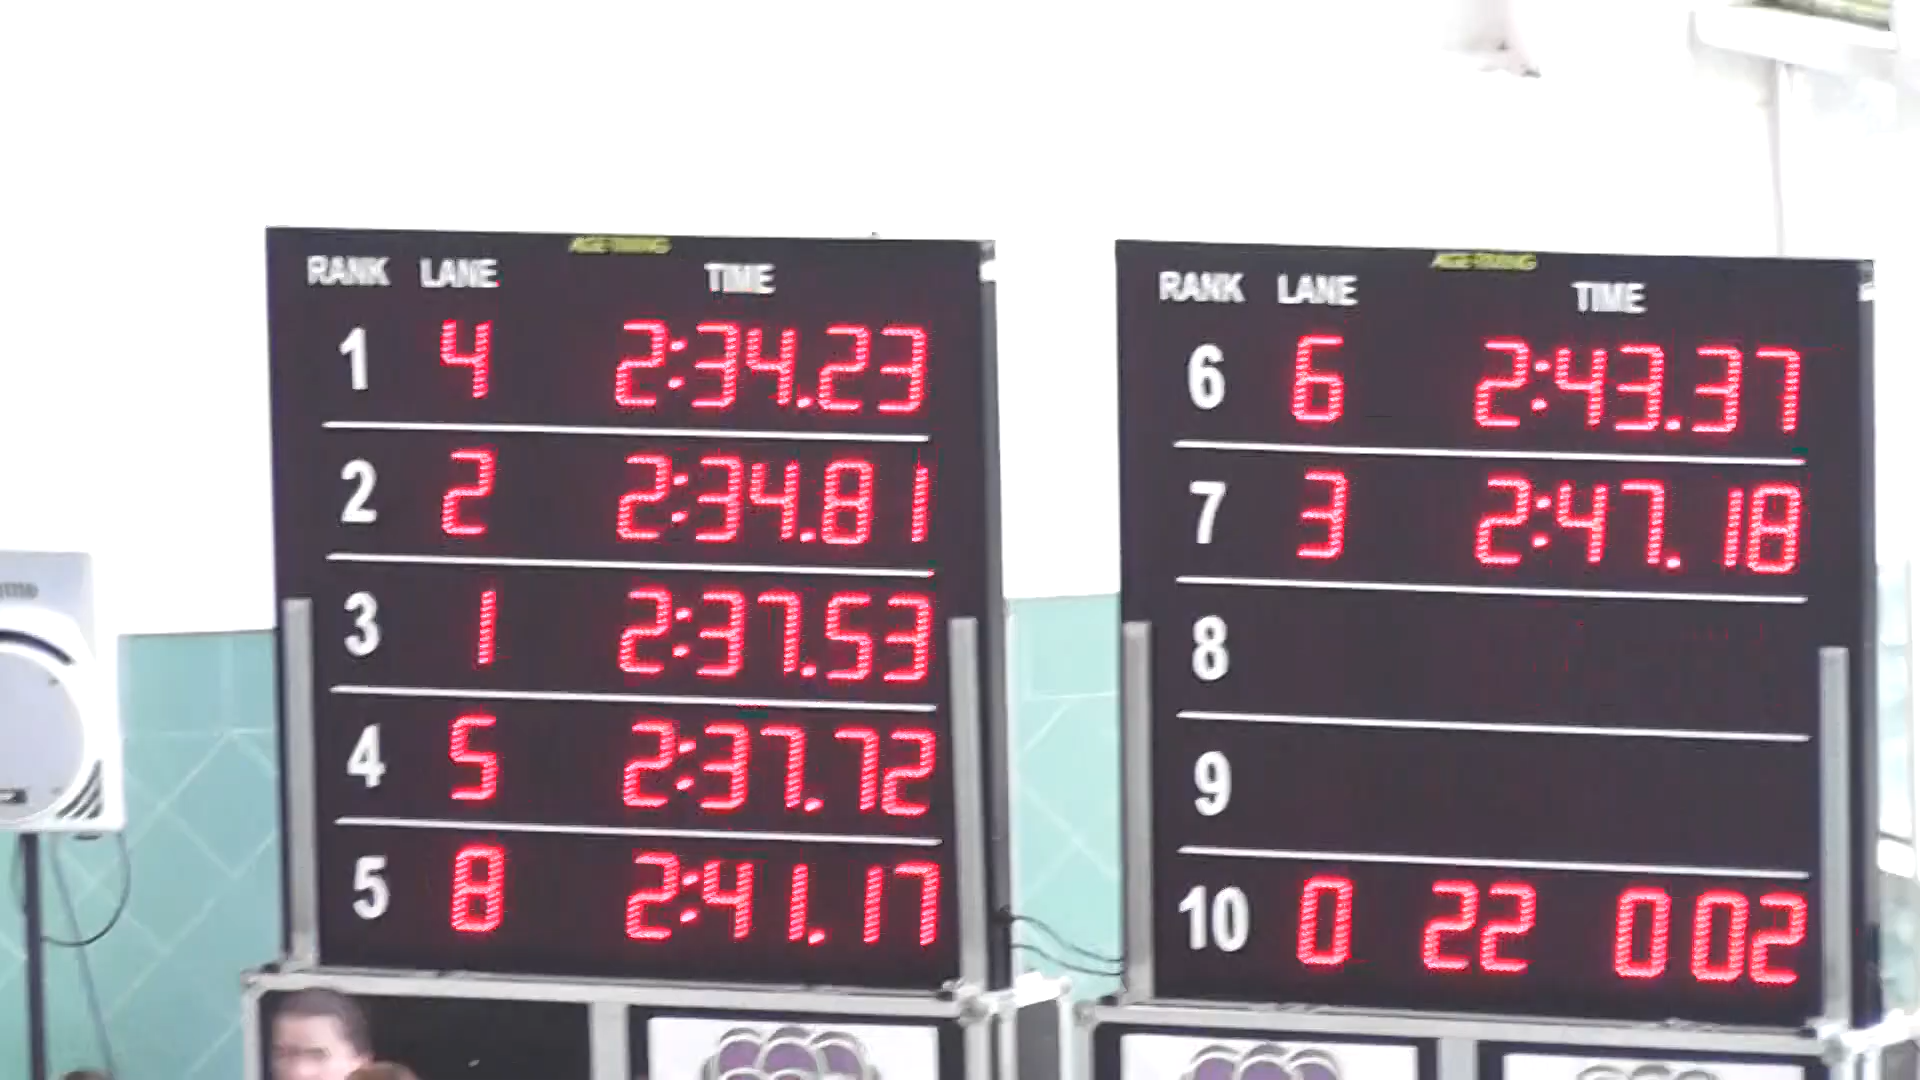 RANK LANE TIME
1 4 2:34.23
2 2 2:34.81
3 1 2:37.53
4 5 2:37.72
5 8 2:41.17
RANK LANE TIME
6 6 2:43.37
7 3 2:47.18
8
9
10 0 22 002